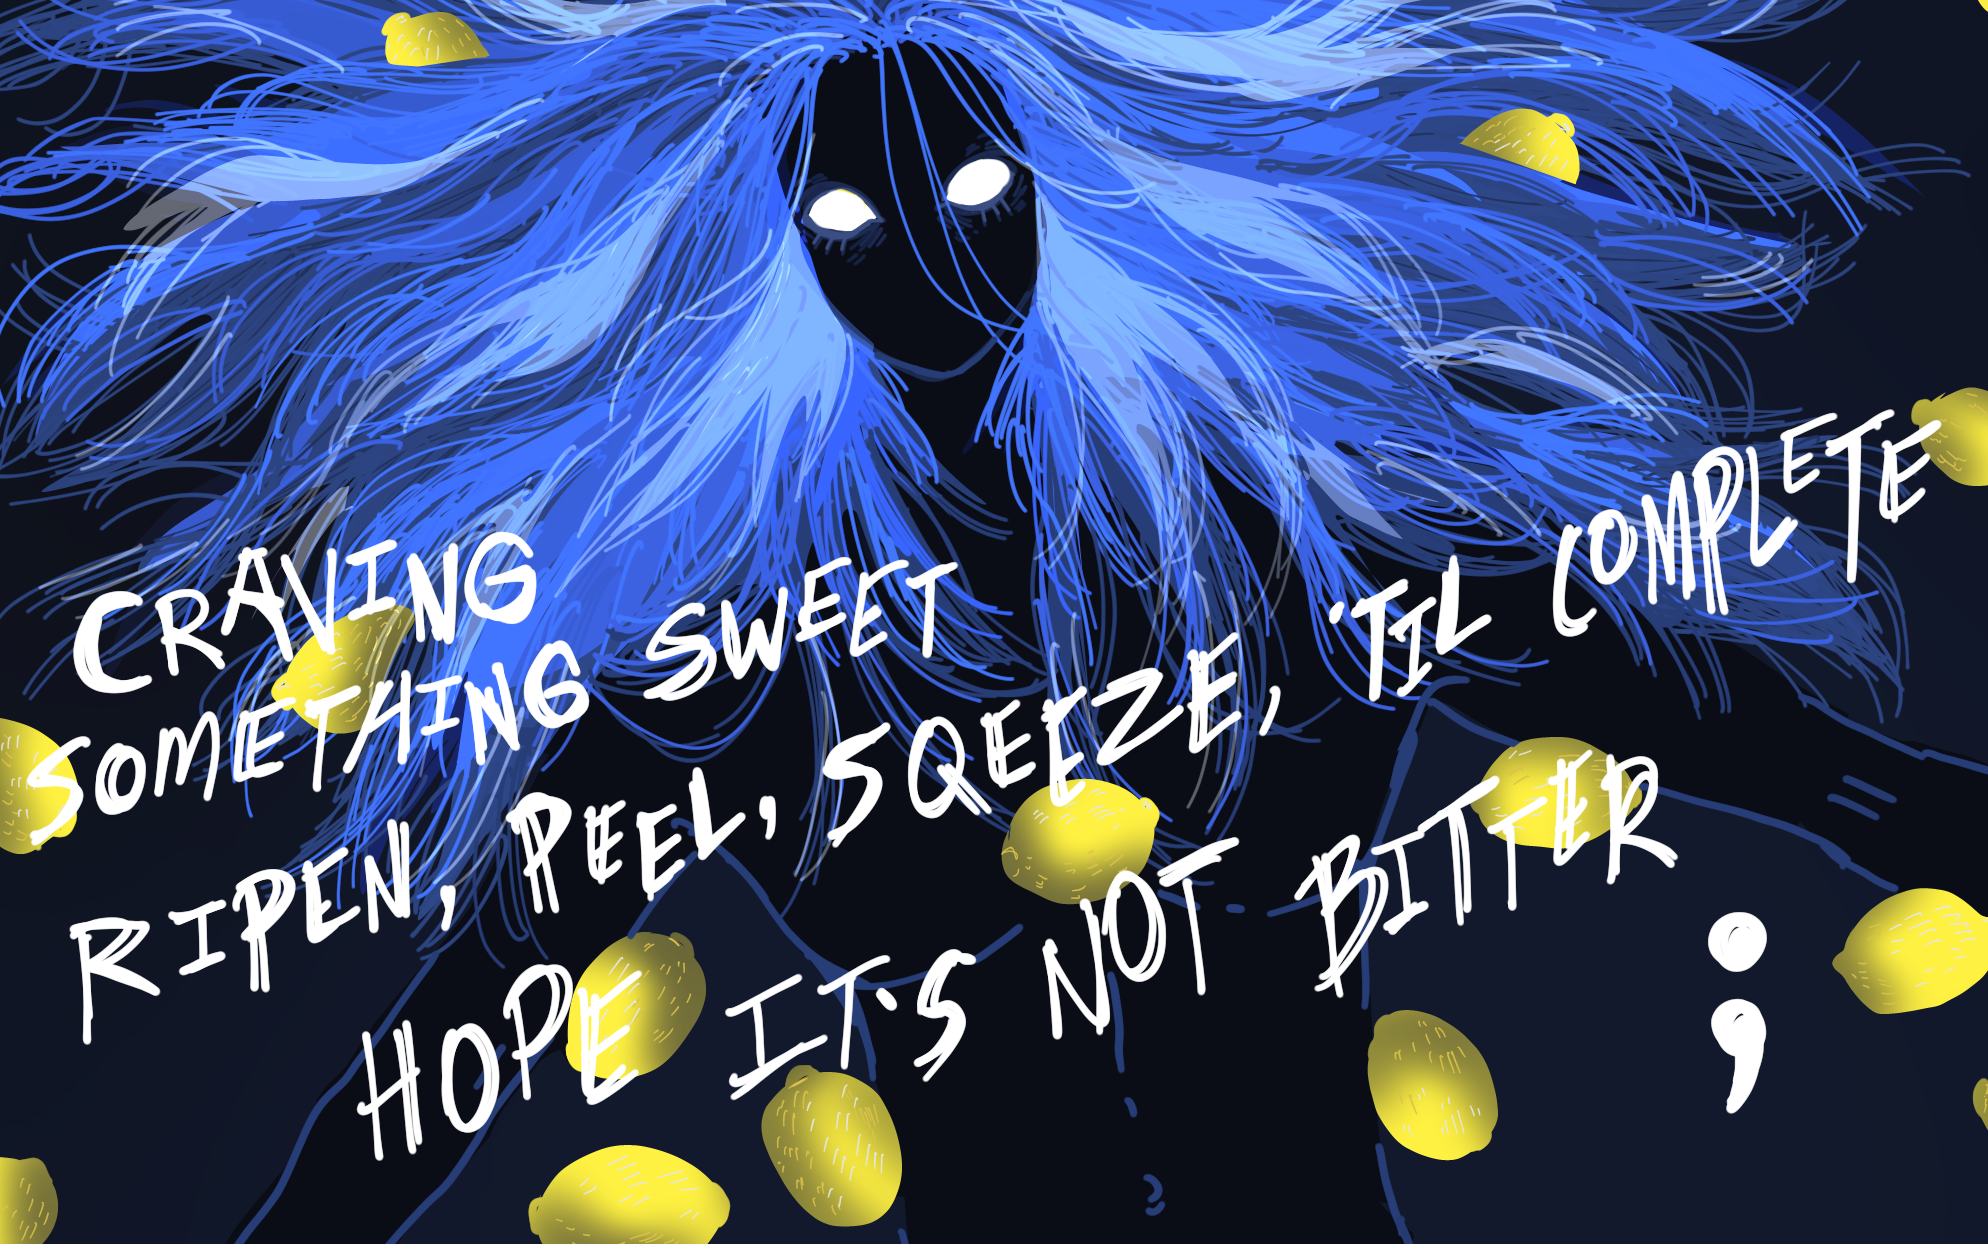 CRAVING
SOMETHING SWEET
RIPEN, PEEL, SQEEZE, 'TIL COMPLETE
HOPE IT'S NOT BITTER
;